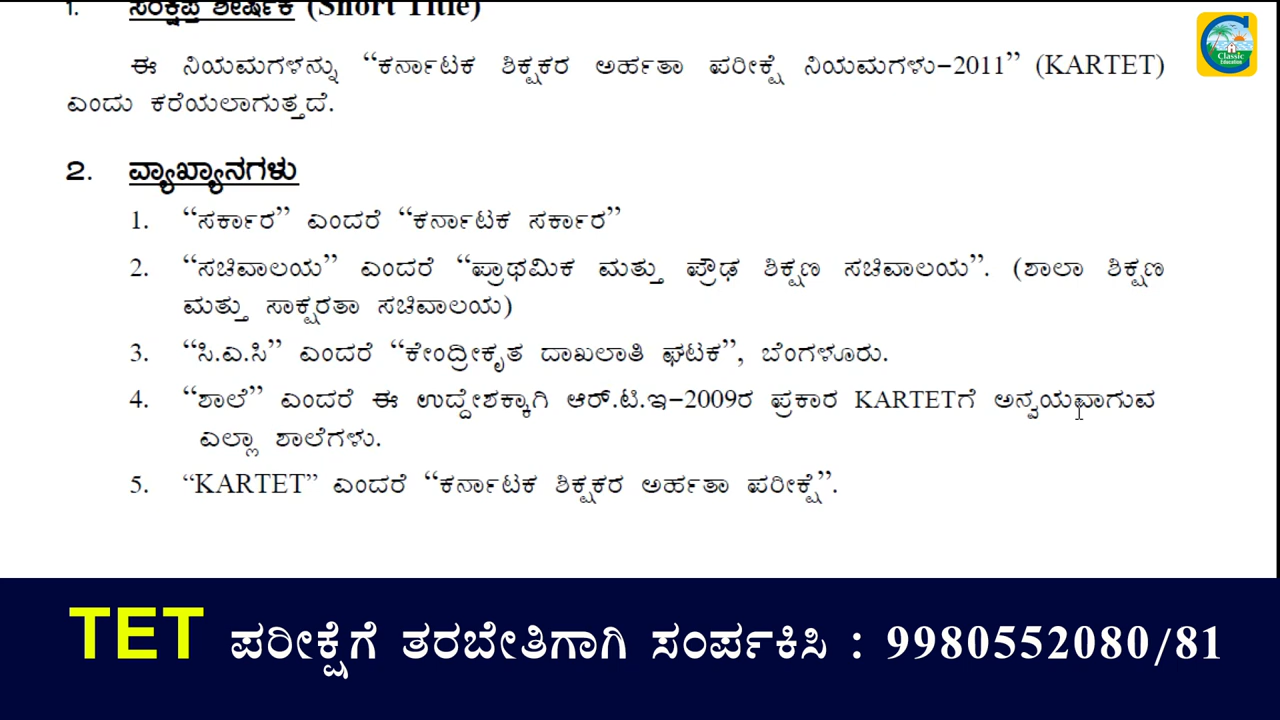 1. ಸಂಕ್ಷಿಪ್ತ ಶೀರ್ಷಿಕೆ (Short Title)
Classic
Education
ಈ ನಿಯಮಗಳನ್ನು “ಕರ್ನಾಟಕ ಶಿಕ್ಷಕರ ಅರ್ಹತಾ ಪರೀಕ್ಷೆ ನಿಯಮಗಳು-2011” (KARTET)
ಎಂದು ಕರೆಯಲಾಗುತ್ತದೆ.
2. ವ್ಯಾಖ್ಯಾನಗಳು
1. “ಸರ್ಕಾರ” ಎಂದರೆ “ಕರ್ನಾಟಕ ಸರ್ಕಾರ”
2. “ಸಚಿವಾಲಯ” ಎಂದರೆ “ಪ್ರಾಥಮಿಕ ಮತ್ತು ಪ್ರೌಢ ಶಿಕ್ಷಣ ಸಚಿವಾಲಯ”. (ಶಾಲಾ ಶಿಕ್ಷಣ
ಮತ್ತು ಸಾಕ್ಷರತಾ ಸಚಿವಾಲಯ)
3. “ಸಿ.ಎ.ಸಿ” ಎಂದರೆ “ಕೇಂದ್ರೀಕೃತ ದಾಖಲಾತಿ ಘಟಕ”, ಬೆಂಗಳೂರು.
4. “ಶಾಲೆ” ಎಂದರೆ ಈ ಉದ್ದೇಶಕ್ಕಾಗಿ ಆರ್.ಟಿ.ಇ-2009ರ ಪ್ರಕಾರ KARTETಗೆ ಅನ್ವಯವಾಗುವ
ಎಲ್ಲಾ ಶಾಲೆಗಳು.
5. “KARTET” ಎಂದರೆ “ಕರ್ನಾಟಕ ಶಿಕ್ಷಕರ ಅರ್ಹತಾ ಪರೀಕ್ಷೆ”.
TET ಪರೀಕ್ಷೆಗೆ ತರಬೇತಿಗಾಗಿ ಸಂರ್ಪಕಿಸಿ : 9980552080/81